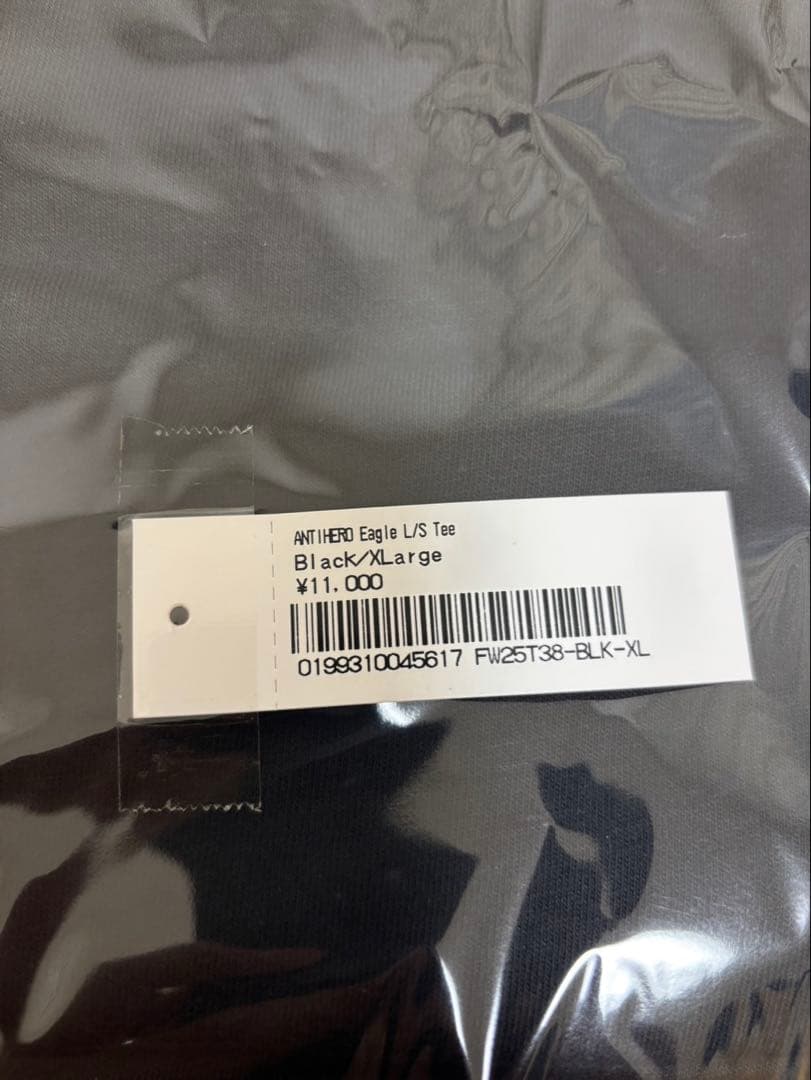 ANTIHERO Eagle L/S Tee
Black/XLarge
¥11,000
0199310045617 FW25T38-BLK-XL